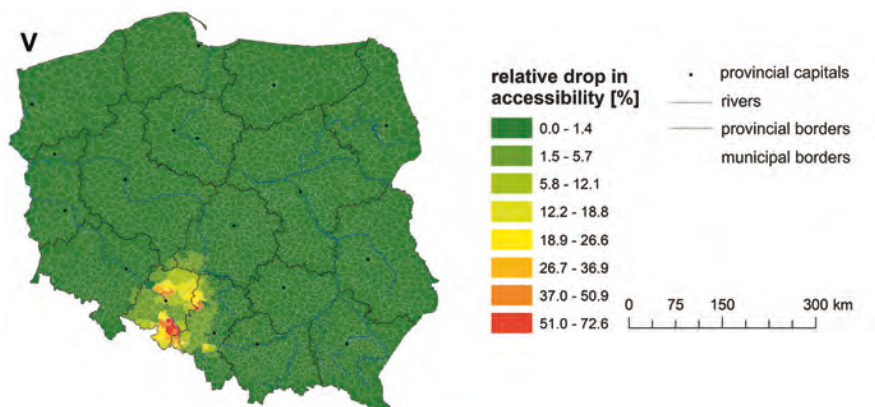 V
relative drop in
accessibility [%]
0.0 - 1.4
1.5 - 5.7
5.8 - 12.1
12.2 - 18.8
18.9 - 26.6
26.7 - 36.9
37.0 - 50.9
51.0 - 72.6
provincial capitals
rivers
provincial borders
municipal borders
0 75 150 300 km